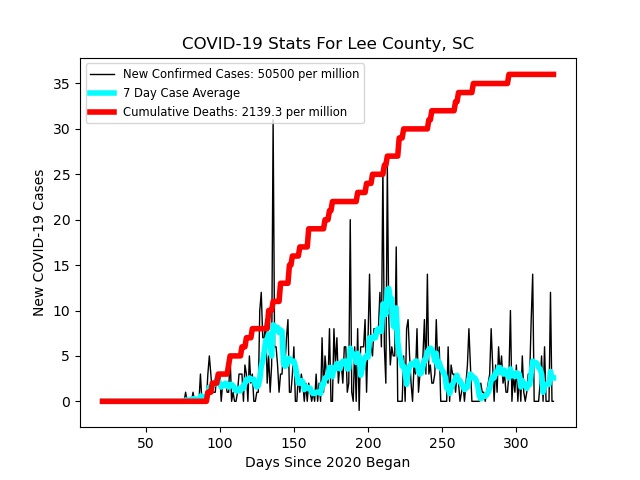 COVID-19 Stats For Lee County, SC
New Confirmed Cases: 50500 per million
7 Day Case Average
Cumulative Deaths: 2139.3 per million
New COVID-19 Cases
35
30
25
20
15
10
5
0
50 100 150 200 250 300
Days Since 2020 Began